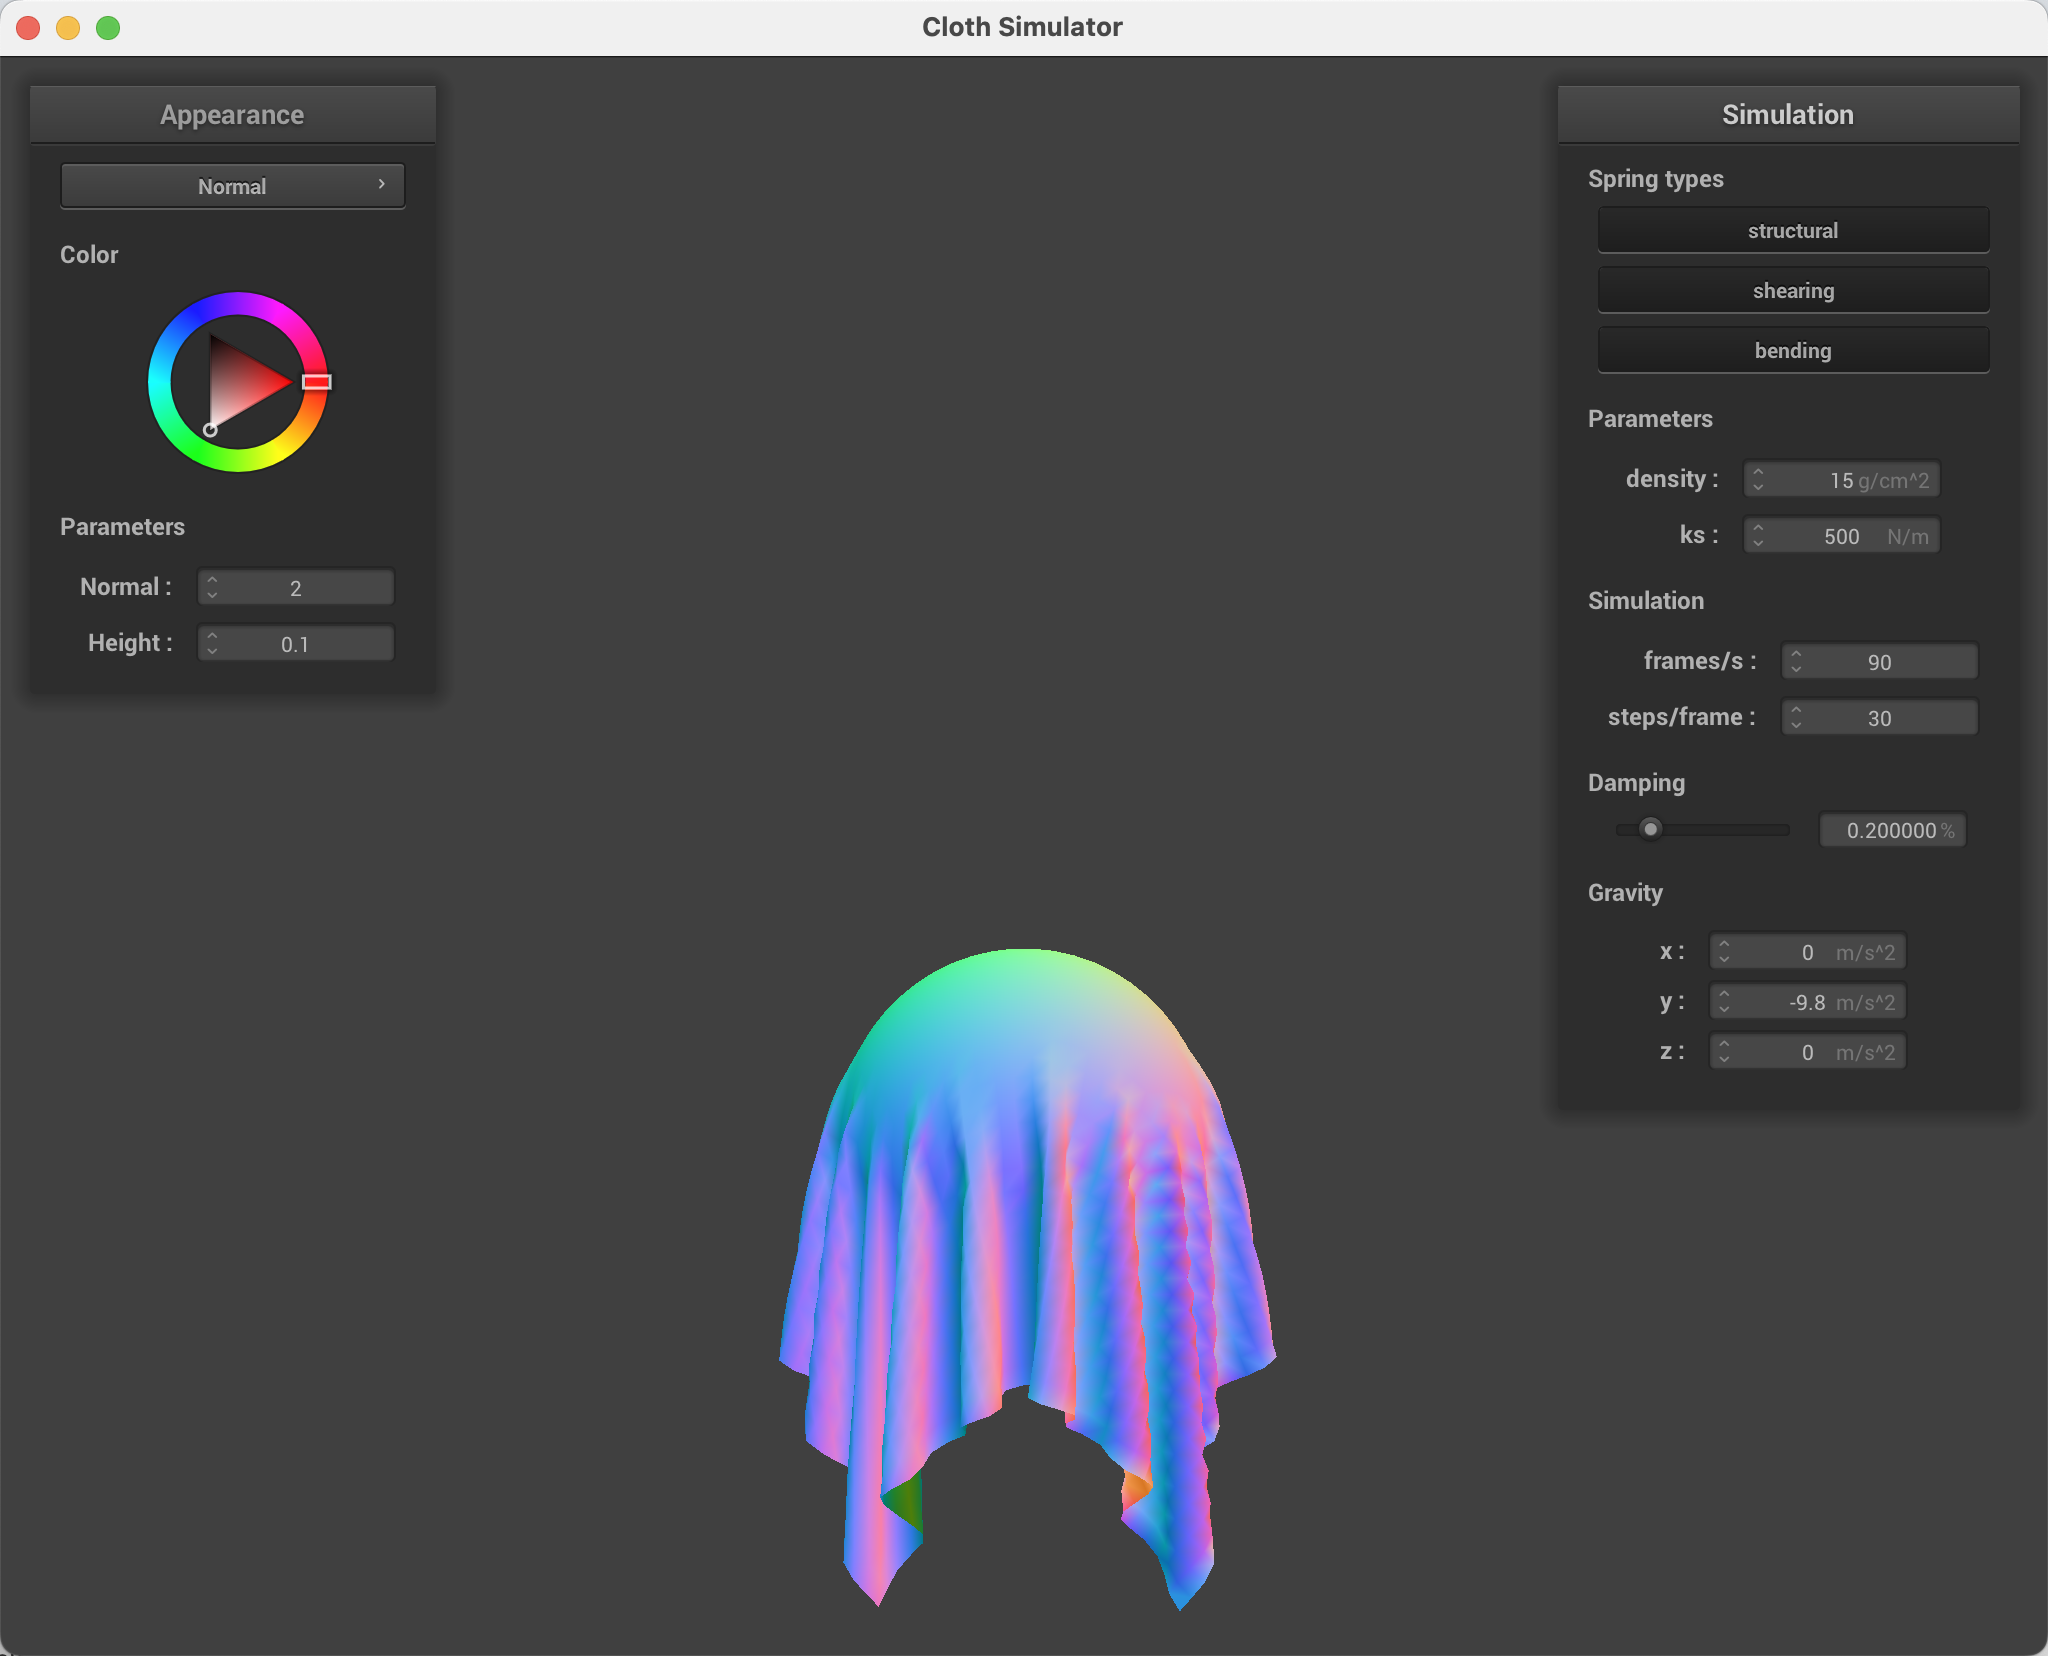 Cloth Simulator
Appearance
Normal
Color
Parameters
Normal : 2
Height : 0.1
Simulation
Spring types
structural
shearing
bending
Parameters
density : 15 g/cm^2
ks : 500 N/m
Simulation
frames/s : 90
steps/frame : 30
Damping
0.200000 %
Gravity
x : 0 m/s^2
y : -9.8 m/s^2
z : 0 m/s^2